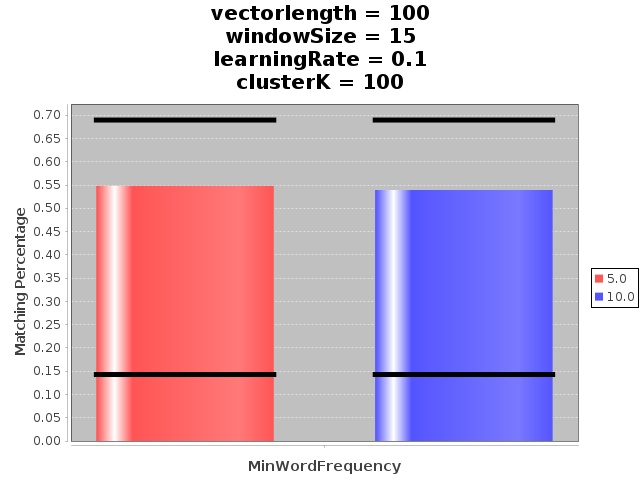 vectorlength = 100
windowSize = 15
learningRate = 0.1
clusterK = 100
Matching Percentage
0.70
0.65
0.60
0.55
0.50
0.45
0.40
0.35
0.30
0.25
0.20
0.15
0.10
0.05
0.00
MinWordFrequency
5.0
10.0